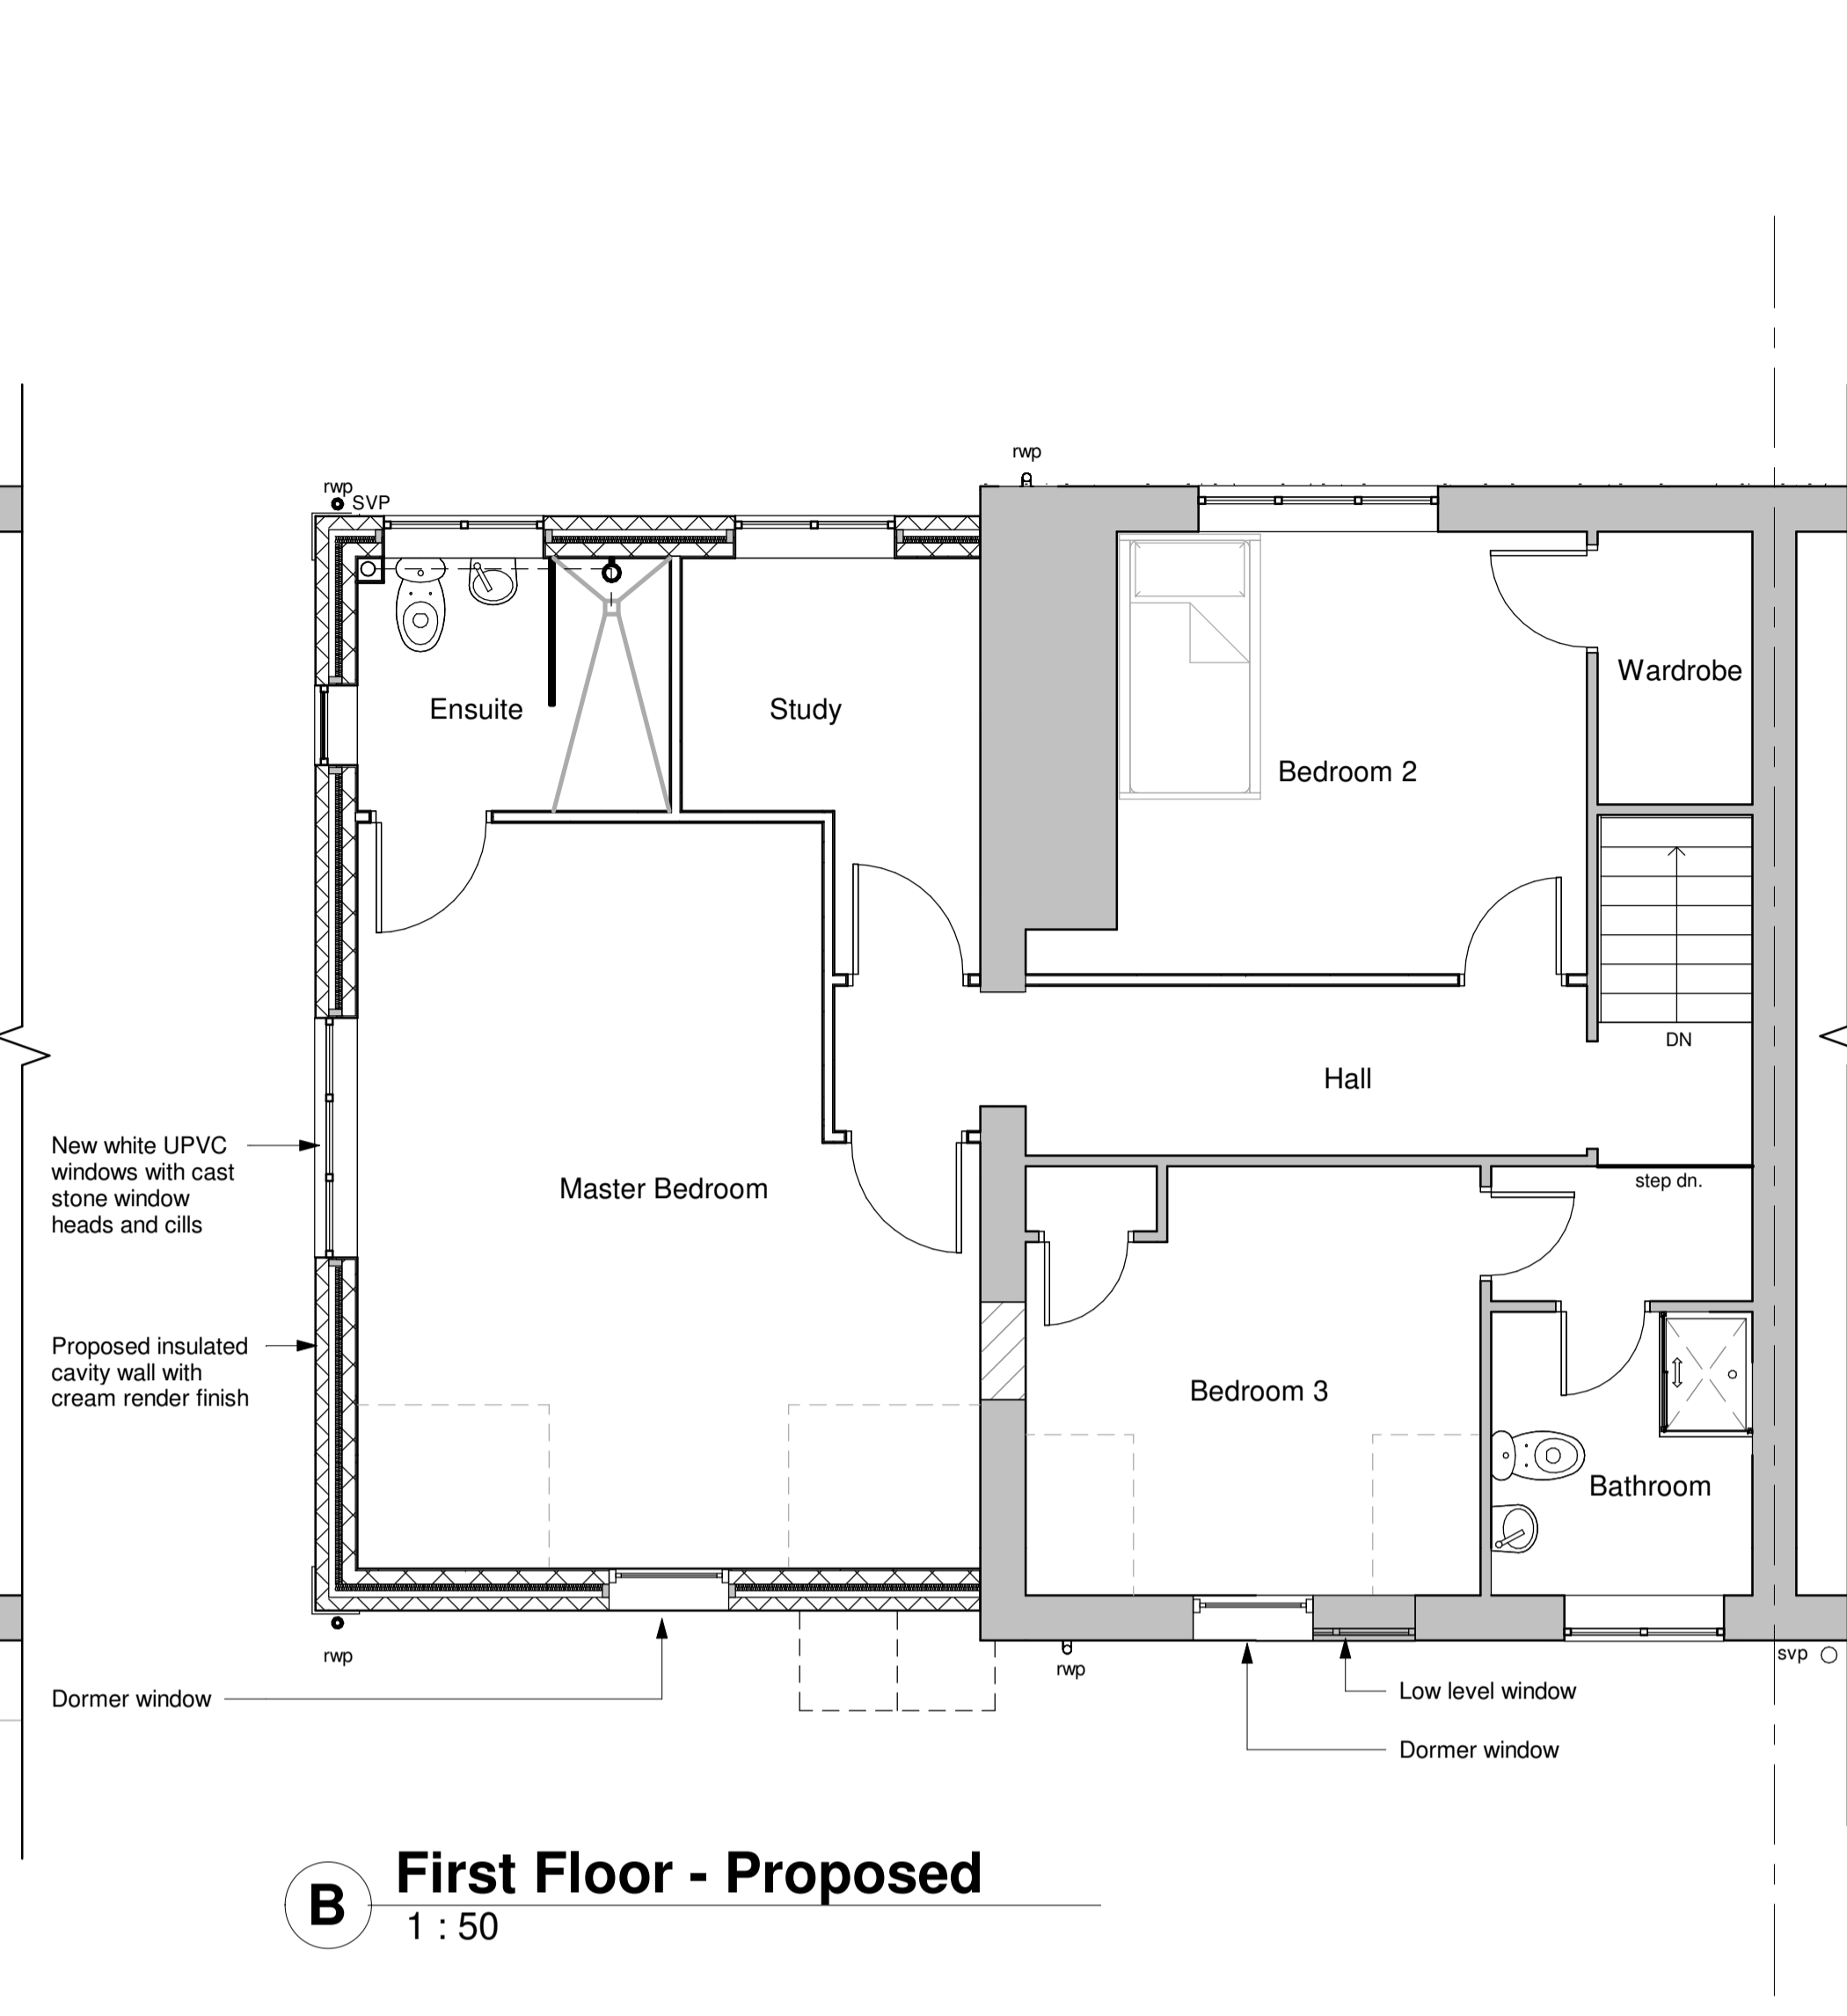 rwp
rwp
SVP
Ensuite
Study
Wardrobe
Bedroom 2
DN
Hall
New white UPVC
windows with cast
stone window
heads and cills
Master Bedroom
step dn.
Proposed insulated
cavity wall with
cream render finish
Bedroom 3
Bathroom
rwp
rwp
svp
Dormer window
Low level window
Dormer window
B
First Floor - Proposed
1 : 50